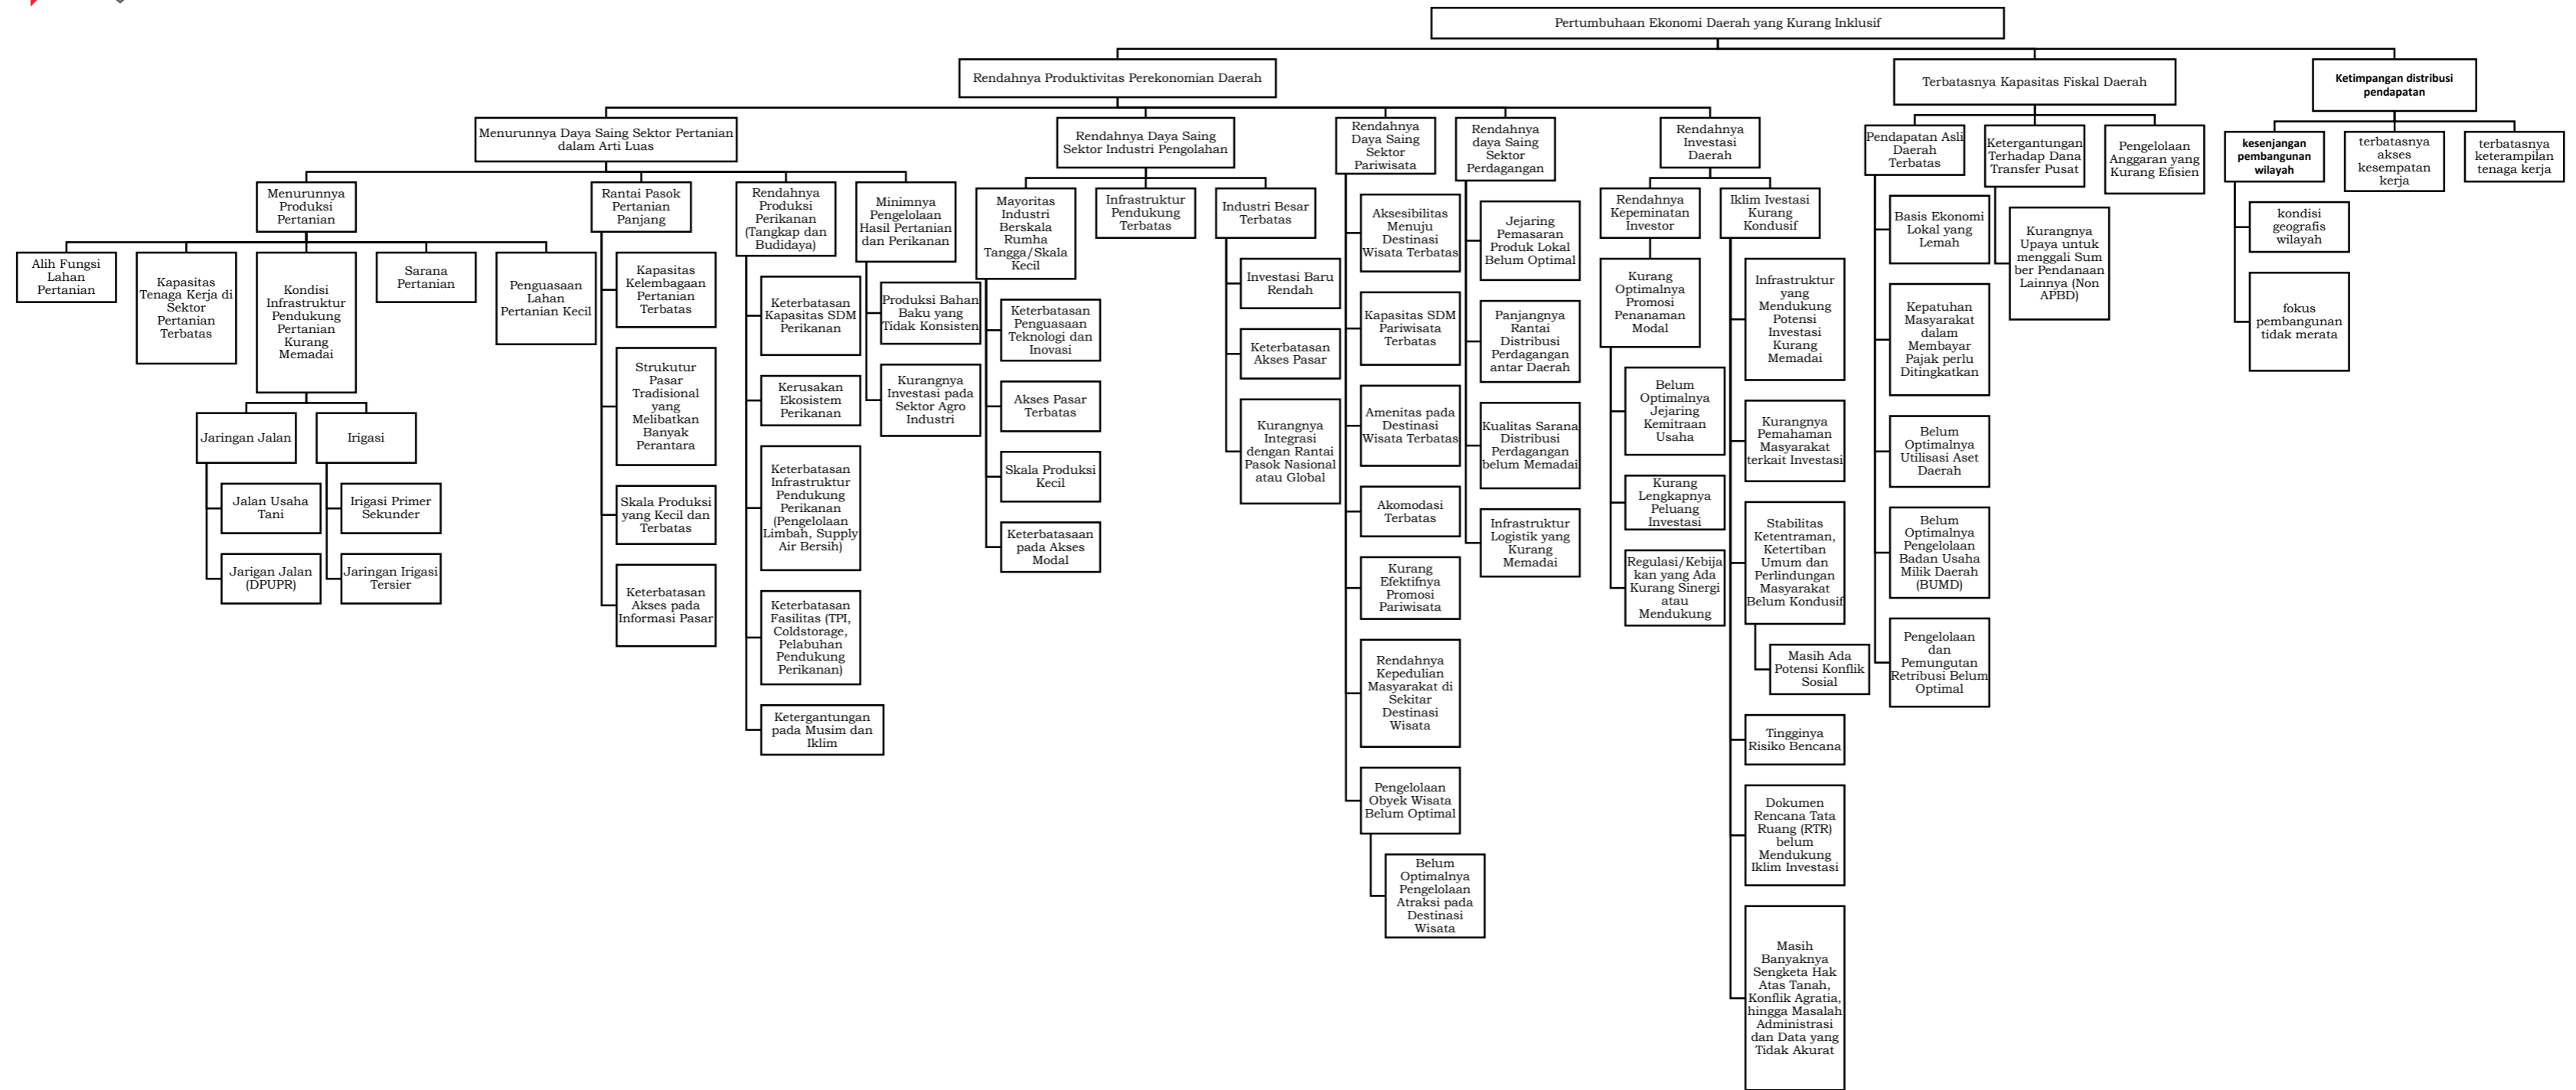 Pertumbuhaan Ekonomi Daerah yang Kurang Inklusif
Rendahnya Produktivitas Perekonomian Daerah
Terbatasnya Kapasitas Fiskal Daerah
Ketimpangan distribusi
pendapatan
Menurunnya Daya Saing Sektor Pertanian
dalam Arti Luas
Rendahnya Daya Saing
Sektor Industri Pengolahan
Rendahnya
Daya Saing
Sektor
Pariwisata
Rendahnya
daya Saing
Sektor
Perdagangan
Rendahnya
Investasi
Daerah
Pendapatan Asli
Daerah
Terbatas
Ketergantungan
Terhadap Dana
Transfer Pusat
Pengelolaan
Anggaran yang
Kurang Efisien
kesenjangan
pembangunan
wilayah
terbatasnya
akses
kesempatan
kerja
terbatasnya
keterampilan
tenaga kerja
Menurunnya
Produksi
Pertanian
Rantai Pasok
Pertanian
Panjang
Rendahnya
Produksi
Perikanan
(Tangkap dan
Budidaya)
Minimnya
Pengelolaan
Hasil Pertanian
dan Perikanan
Mayoritas
Industri
Berskala
Rumha
Tangga/Skala
Kecil
Infrastruktur
Pendukung
Terbatas
Industri Besar
Terbatas
Rendahnya
Kepeminatan
Investor
Iklim Ivestasi
Kurang
Kondusif
Alih Fungsi
Lahan
Pertanian
Kapasitas
Tenaga Kerja di
Sektor
Pertanian
Terbatas
Kondisi
Infrastruktur
Pendukung
Pertanian
Kurang
Memadai
Sarana
Pertanian
Penguasaan
Lahan
Pertanian Kecil
Jaringan Jalan
Irigasi
Jalan Usaha
Tani
Jarigan Jalan
(DPUPR)
Irigasi Primer
Sekunder
Jaringan Irigasi
Tersier
Kapasitas
Kelembagaan
Pertanian
Terbatas
Strukutur
Pasar
Tradisional
yang
Melibatkan
Banyak
Perantara
Skala Produksi
yang Kecil dan
Terbatas
Keterbatasan
Akses pada
Informasi Pasar
Keterbatasan
Kapasitas SDM
Perikanan
Kerusakan
Ekosistem
Perikanan
Keterbatasan
Infrastruktur
Pendukung
Perikanan
(Pengelolaan
Limbah, Supply
Air Bersih)
Keterbatasan
Fasilitas (TPI,
Coldstorage,
Pelabuhan
Pendukung
Perikanan)
Ketergantungan
pada Musim dan
Iklim
Produksi Bahan
Baku yang
Tidak Konsisten
Kurangnya
Investasi pada
Sektor Agro
Industri
Keterbatasan
Penguasaan
Teknologi dan
Inovasi
Akses Pasar
Terbatas
Skala Produksi
Kecil
Keterbatasaan
pada Akses
Modal
Investasi Baru
Rendah
Keterbatasan
Akses Pasar
Kurangnya
Integrasi
dengan Rantai
Pasok Nasional
atau Global
Aksesibilitas
Menuju
Destinasi
Wisata Terbatas
Kapasitas SDM
Pariwisata
Terbatas
Amenitas pada
Destinasi
Wisata Terbatas
Akomodasi
Terbatas
Kurang
Efektifnya
Promosi
Pariwisata
Rendahnya
Kepedulian
Masyarakat di
Sekitar
Destinasi
Wisata
Pengelolaan
Obyek Wisata
Belum Optimal
Belum
Optimalnya
Pengelolaan
Atraksi pada
Destinasi
Wisata
Jejaring
Pemasaran
Produk Lokal
Belum Optimal
Panjangnya
Rantai
Distribusi
Perdagangan
antar Daerah
Kualitas Sarana
Distribusi
Perdagangan
belum Memadai
Infrastruktur
Logistik yang
Kurang
Memadai
Kurang
Optimalnya
Promosi
Penanaman
Modal
Belum
Optimalnya
Jejaring
Kemitraan
Usaha
Kurang
Lengkapnya
Peluang
Investasi
Regulasi/Kebija
kan yang Ada
Kurang Sinergi
atau
Mendukung
Infrastruktur
yang
Mendukung
Potensi
Investasi
Kurang
Memadai
Kurangnya
Pemahaman
Masyarakat
terkait Investasi
Stabilitas
Ketentraman,
Ketertiban
Umum dan
Perlindungan
Masyarakat
Belum Kondusif
Masih Ada
Potensi Konflik
Sosial
Tingginya
Risiko Bencana
Dokumen
Rencana Tata
Ruang (RTR)
belum
Mendukung
Iklim Investasi
Masih
Banyaknya
Sengketa Hak
Atas Tanah,
Konflik Agratia,
hingga Masalah
Administrasi
dan Data yang
Tidak Akurat
Basis Ekonomi
Lokal yang
Lemah
Kepatuhan
Masyarakat
dalam
Membayar
Pajak perlu
Ditingkatkan
Belum
Optimalnya
Utilisasi Aset
Daerah
Belum
Optimalnya
Pengelolaan
Badan Usaha
Milik Daerah
(BUMD)
Pengelolaan
dan
Pemungutan
Retribusi Belum
Optimal
Kurangnya
Upaya untuk
menggali Sum
ber Pendanaan
Lainnya (Non
APBD)
kondisi
geografis
wilayah
fokus
pembangunan
tidak merata